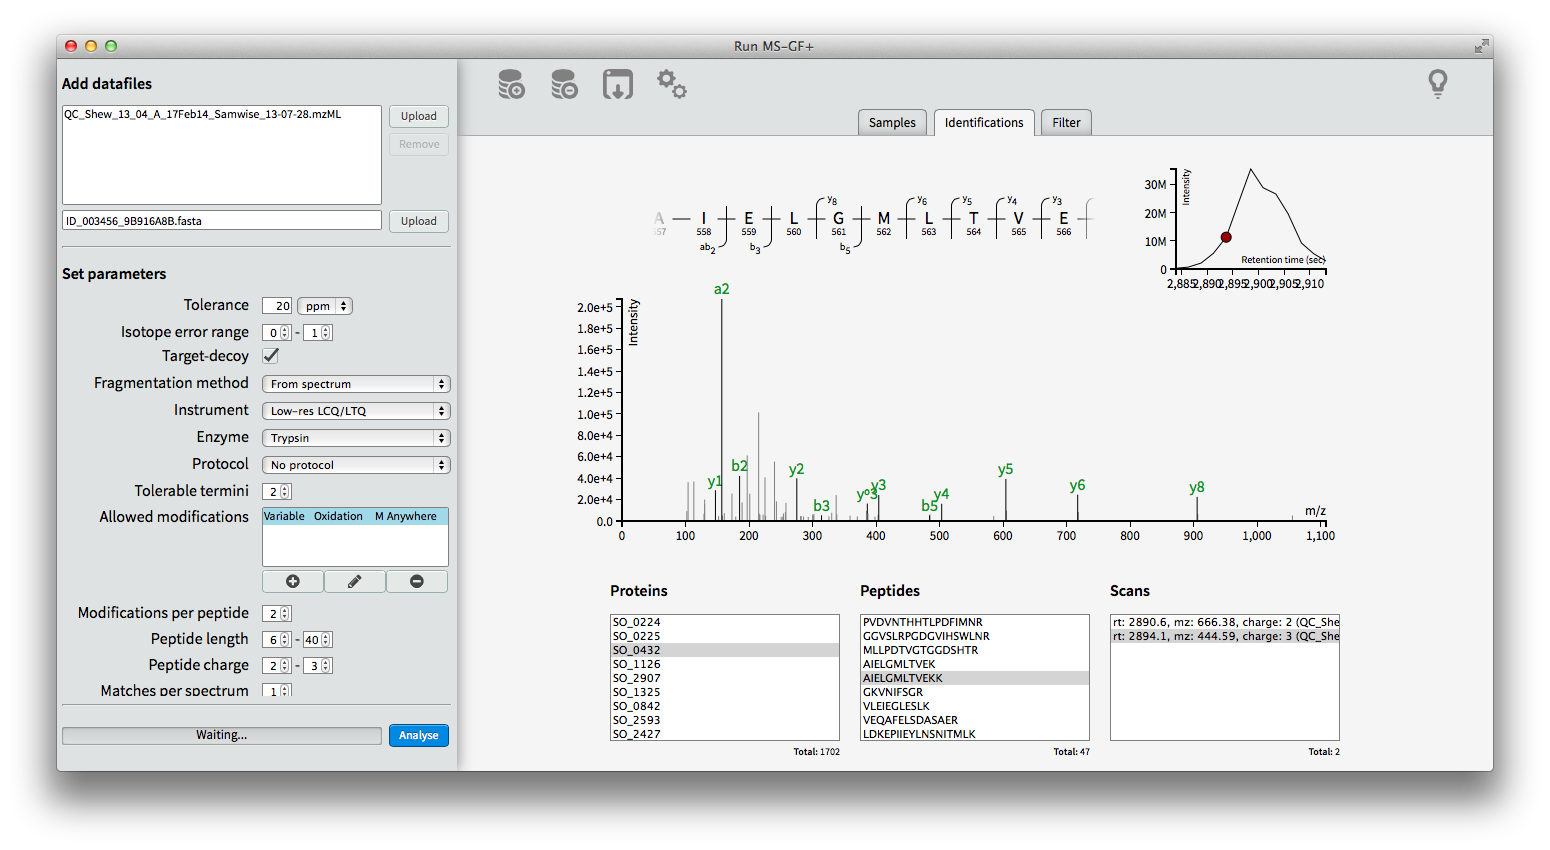 Run MS-GF+
Add datafiles
QC_Shew_13_04_A_17Feb14_Samwise_13-07-28.mzML
Upload
Remove
ID_003456_9B916A8B.fasta
Upload
Set parameters
Tolerance 20 ppm
Isotope error range 0 - 1
Target-decoy
Fragmentation method From spectrum
Instrument Low-res LCQ/LTQ
Enzyme Trypsin
Protocol No protocol
Tolerable termini 2
Allowed modifications Variable Oxidation M Anywhere
Modifications per peptide 2
Peptide length 6 - 40
Peptide charge 2 - 3
Matches per spectrum 1
Waiting...
Analyse
Samples
Identifications
Filter
y8 y6 y5 y4 y3
A I E L G M L T V E
557 558 559 560 561 562 563 564 565 566
ab2 b3 b5
Intensity
30M
20M
10M
0
Retention time (sec)
2,885 2,890 2,895 2,900 2,905 2,910
Intensity
2.0e+5
1.8e+5
1.6e+5
1.4e+5
1.2e+5
1.0e+5
8.0e+4
6.0e+4
4.0e+4
2.0e+4
0.0
a2
y1
b2
y2
b3
yº3
y3
b5
y4
y5
y6
y8
m/z
0 100 200 300 400 500 600 700 800 900 1,000 1,100
Proteins
SO_0224
SO_0225
SO_0432
SO_1126
SO_2907
SO_1325
SO_0842
SO_2593
SO_2427
Total: 1702
Peptides
PVDVNTHHTLPDFIMNR
GGVSLRPGDGVIHSWLNR
MLLPDTVGTGGDSHTR
AIELGMLTVEK
AIELGMLTVEKK
GKVNIFSGR
VLEIEGLESLK
VEQAFELSDASAER
LDKEPIIEYLNSNITMLK
Total: 47
Scans
rt: 2890.6, mz: 666.38, charge: 2 (QC_She
rt: 2894.1, mz: 444.59, charge: 3 (QC_She
Total: 2